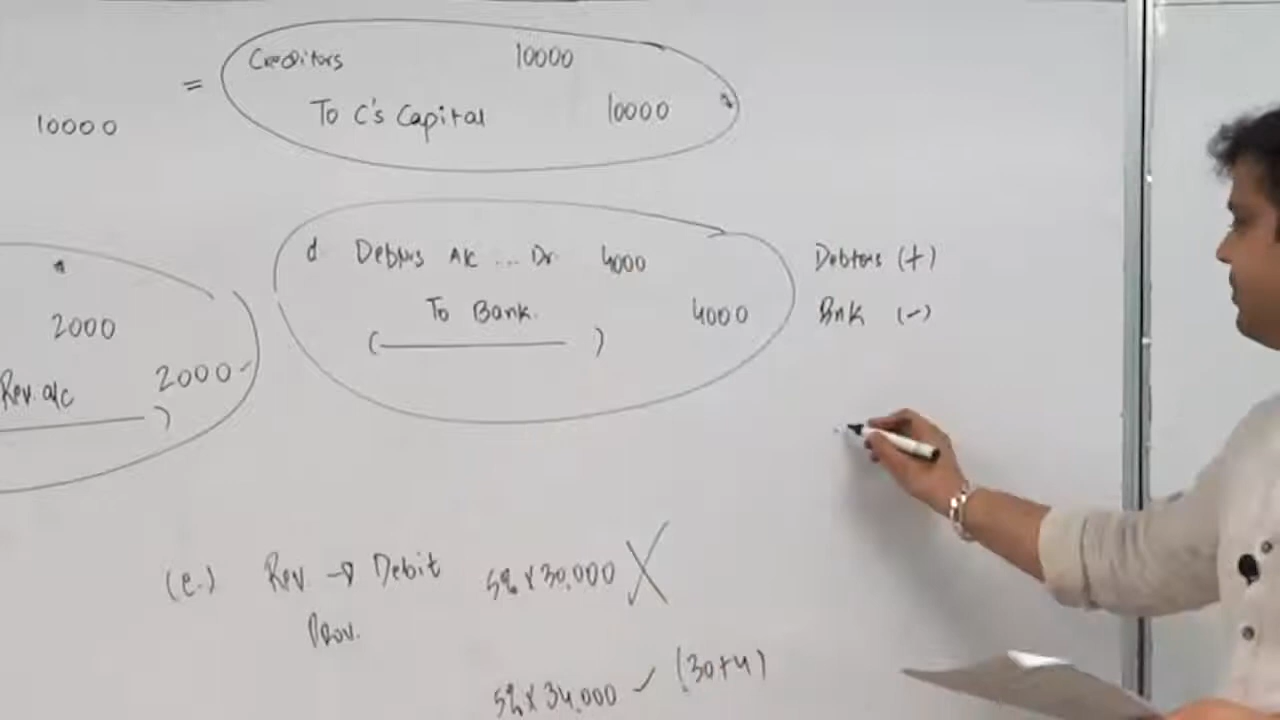 Creditors 10000
= To C's Capital 10000
10000
d Debtors A/c ... Dr 4000 Debtors (+)
To Bank. 4000 Bnk (-)
( )
2000
Rev. a/c 2000
)
(e.) Rev → Debit 5% x 30,000 X
Prov.
5% x 34,000 ✓ (30+4)